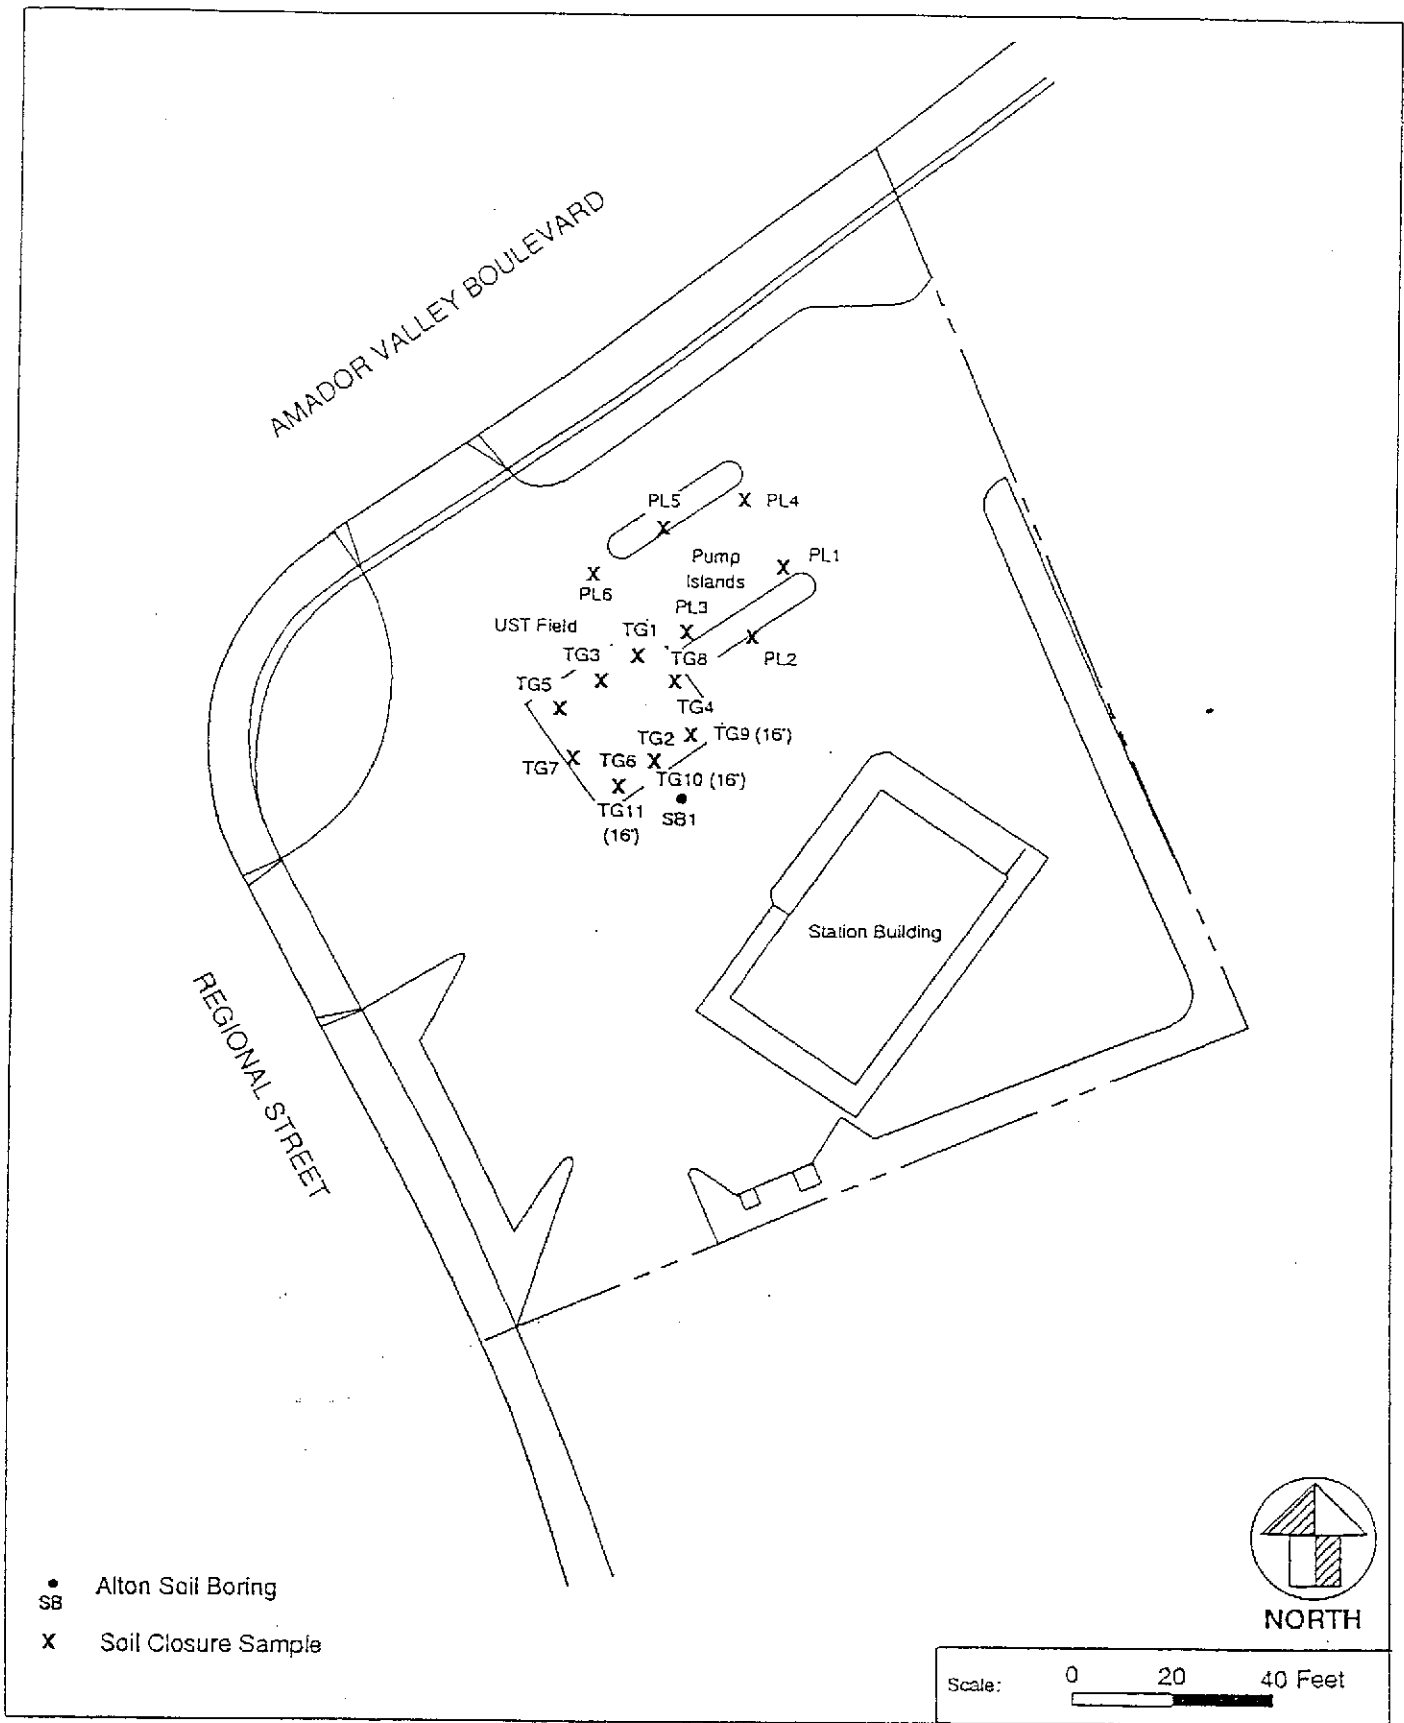 AMADOR VALLEY BOULEVARD
PL5
PL4
Pump
Islands
PL1
PL6
PL3
UST Field
TG1
TG3
TG8
PL2
TG5
TG4
TG2
TG9 (16')
TG7
TG6
TG10 (16')
TG11
(16')
SB1
Station Building
REGIONAL STREET
SB
Alton Soil Boring
X
Soil Closure Sample
NORTH
Scale:
0
20
40 Feet